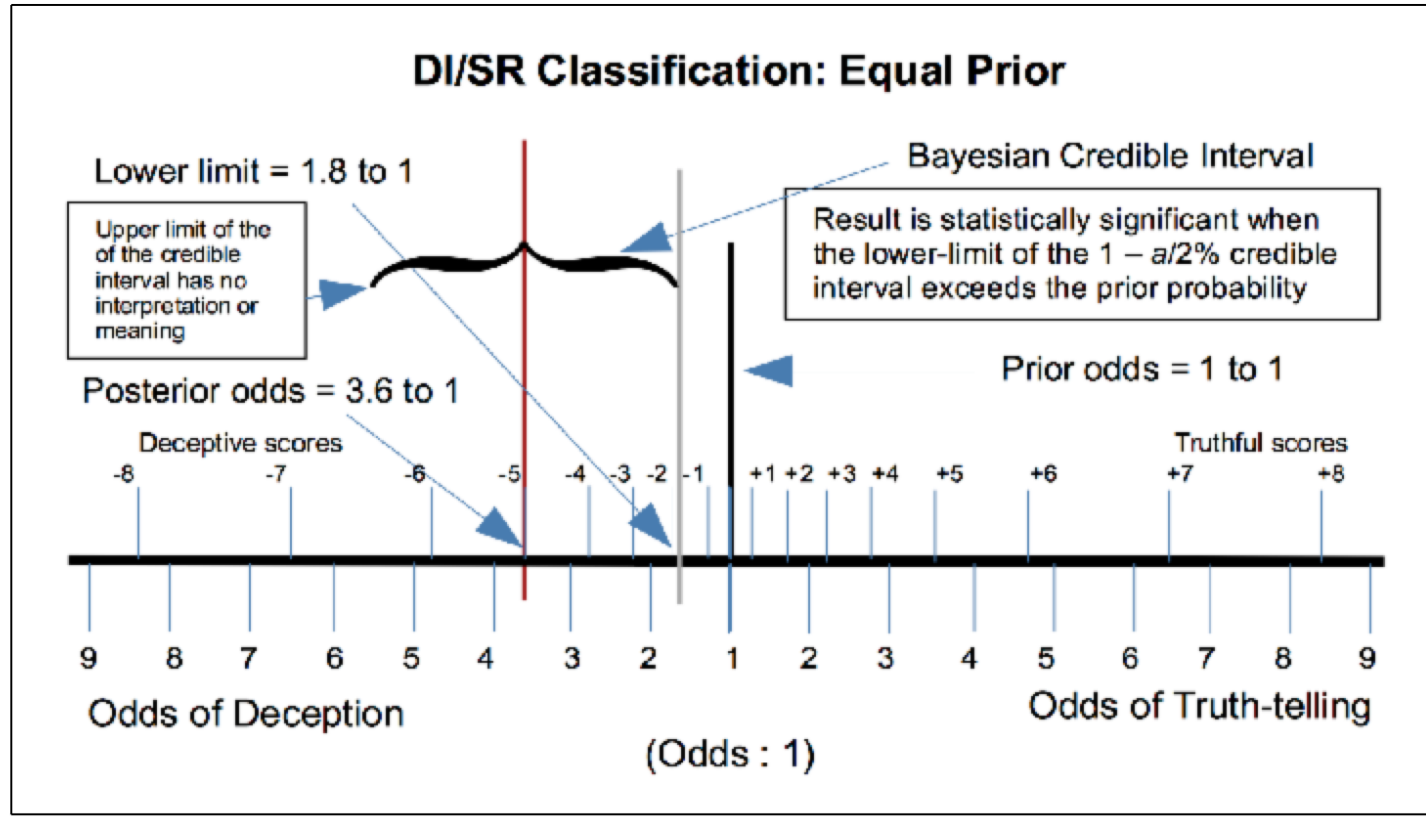 DI/SR Classification: Equal Prior
Lower limit = 1.8 to 1
Bayesian Credible Interval
Upper limit of the
of the credible
interval has no
interpretation or
meaning
Result is statistically significant when
the lower-limit of the 1 – a/2% credible
interval exceeds the prior probability
Posterior odds = 3.6 to 1
Prior odds = 1 to 1
Deceptive scores
Truthful scores
-8 -7 -6 -5 -4 -3 -2 -1 +1 +2 +3 +4 +5 +6 +7 +8
9 8 7 6 5 4 3 2 1 2 3 4 5 6 7 8 9
Odds of Deception
Odds of Truth-telling
(Odds : 1)